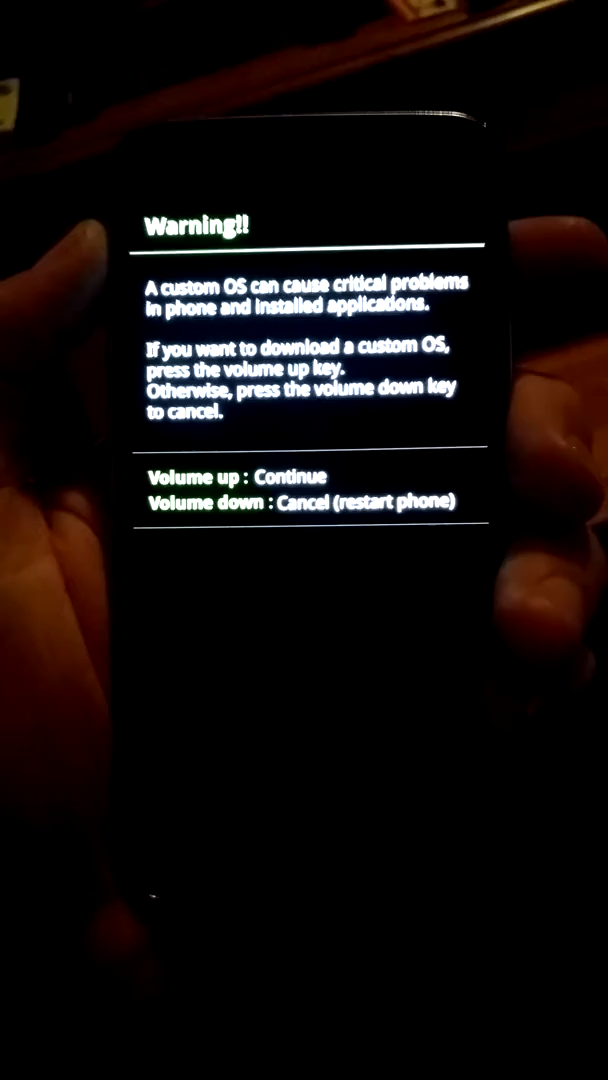 Warning!!
A custom OS can cause critical problems
in phone and installed applications.
If you want to download a custom OS,
press the volume up key.
Otherwise, press the volume down key
to cancel.
Volume up : Continue
Volume down : Cancel (restart phone)